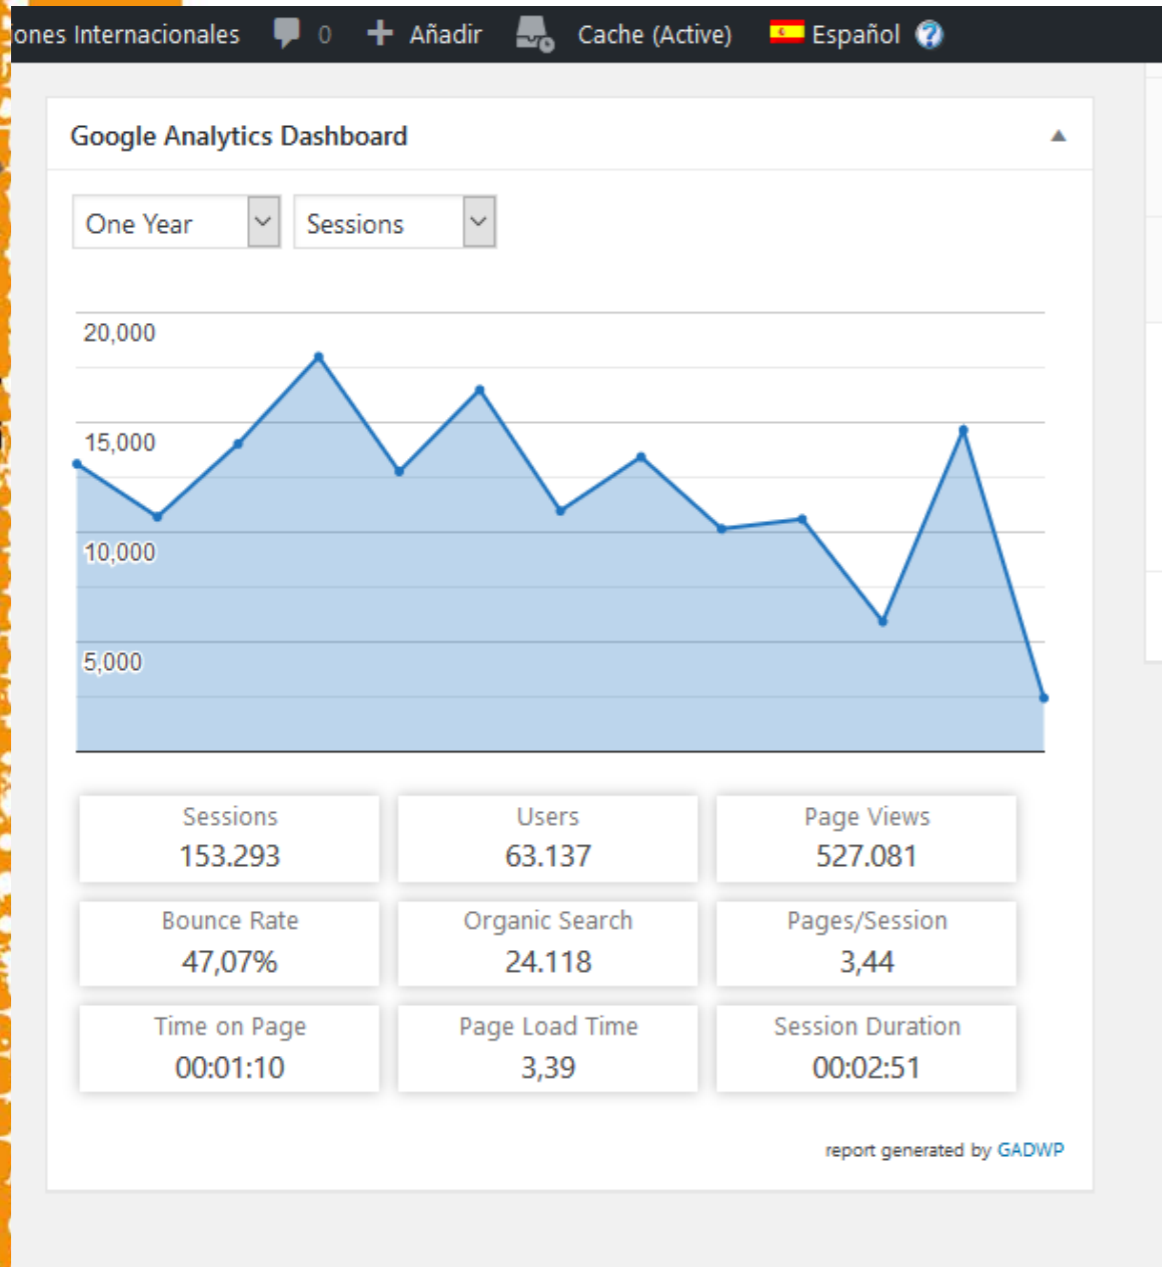 ones Internacionales 0 Añadir Cache (Active) Español ?
Google Analytics Dashboard
One Year Sessions
20,000
15,000
10,000
5,000
Sessions Users Page Views
153.293 63.137 527.081
Bounce Rate Organic Search Pages/Session
47,07% 24.118 3,44
Time on Page Page Load Time Session Duration
00:01:10 3,39 00:02:51
report generated by GADWP